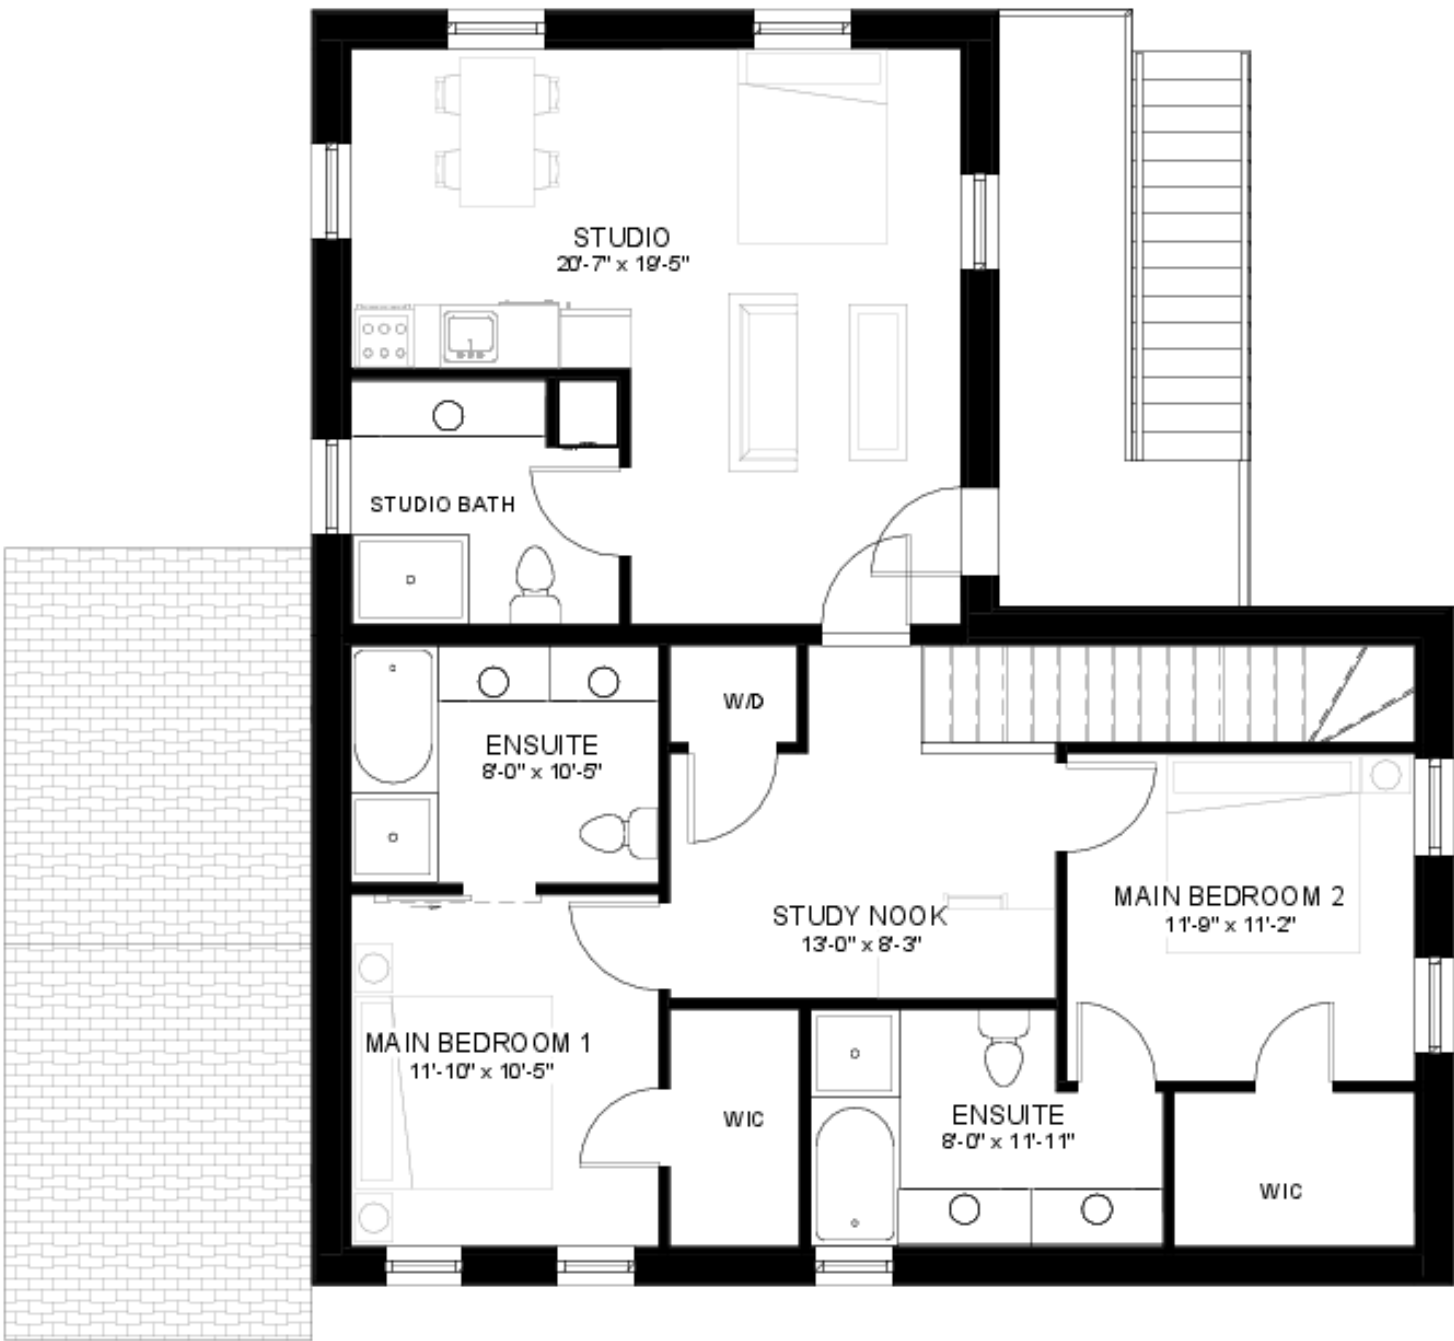 STUDIO
20'-7" x 19'-5"
STUDIO BATH
W/D
ENSUITE
8'-0" x 10'-5"
MAIN BEDROOM 2
11'-9" x 11'-2"
STUDY NOOK
13'-0" x 8'-3"
MAIN BEDROOM 1
11'-10" x 10'-5"
WIC
ENSUITE
8'-0" x 11'-11"
WIC